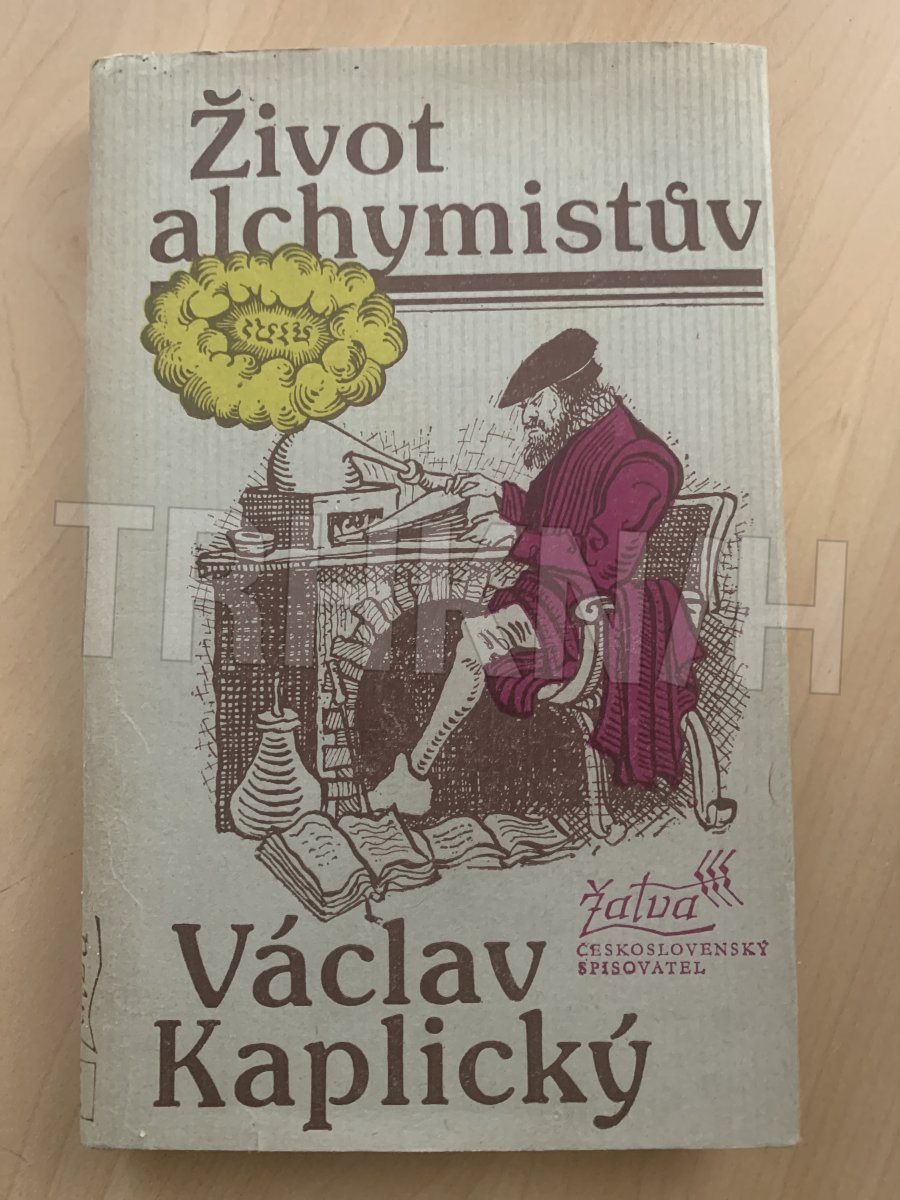 Život
alchymistův
Žatva
ČESKOSLOVENSKÝ
SPISOVATEL
Václav
Kaplický